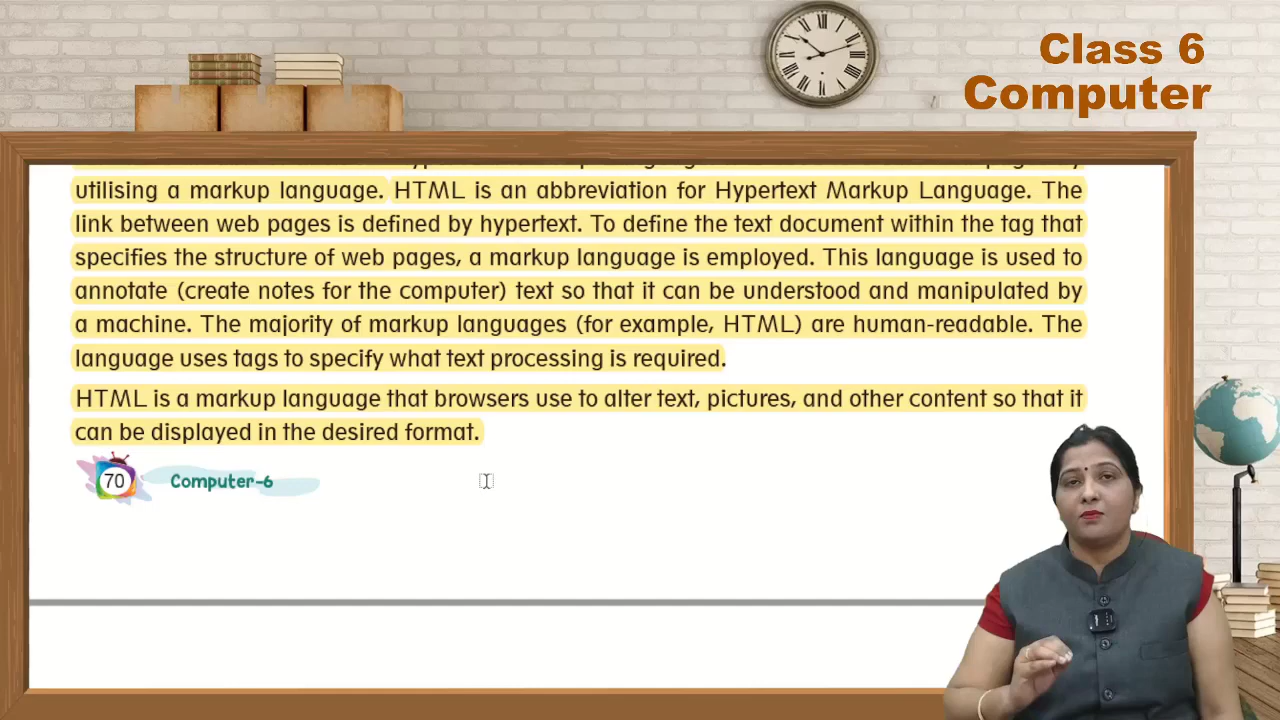 Class 6
Computer
utilising a markup language. HTML is an abbreviation for Hypertext Markup Language. The
link between web pages is defined by hypertext. To define the text document within the tag that
specifies the structure of web pages, a markup language is employed. This language is used to
annotate (create notes for the computer) text so that it can be understood and manipulated by
a machine. The majority of markup languages (for example, HTML) are human-readable. The
language uses tags to specify what text processing is required.
HTML is a markup language that browsers use to alter text, pictures, and other content so that it
can be displayed in the desired format.
70 Computer-6